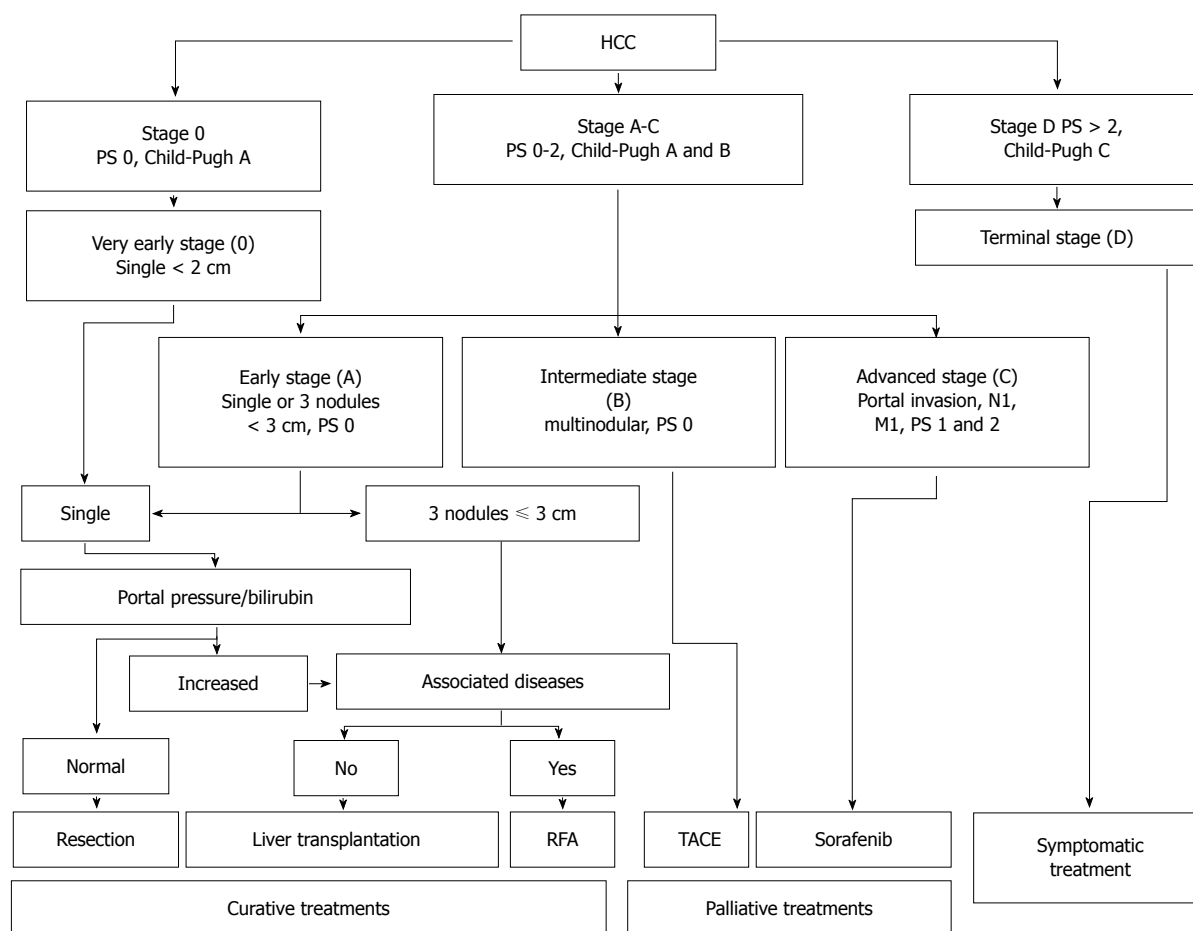 HCC
Stage 0
PS 0, Child-Pugh A
Stage A-C
PS 0-2, Child-Pugh A and B
Stage D PS > 2,
Child-Pugh C
Very early stage (0)
Single < 2 cm
Terminal stage (D)
Early stage (A)
Single or 3 nodules
< 3 cm, PS 0
Intermediate stage
(B)
multinodular, PS 0
Advanced stage (C)
Portal invasion, N1,
M1, PS 1 and 2
Single
3 nodules ⩽ 3 cm
Portal pressure/bilirubin
Increased
Associated diseases
Normal
No
Yes
Resection
Liver transplantation
RFA
TACE
Sorafenib
Symptomatic
treatment
Curative treatments
Palliative treatments